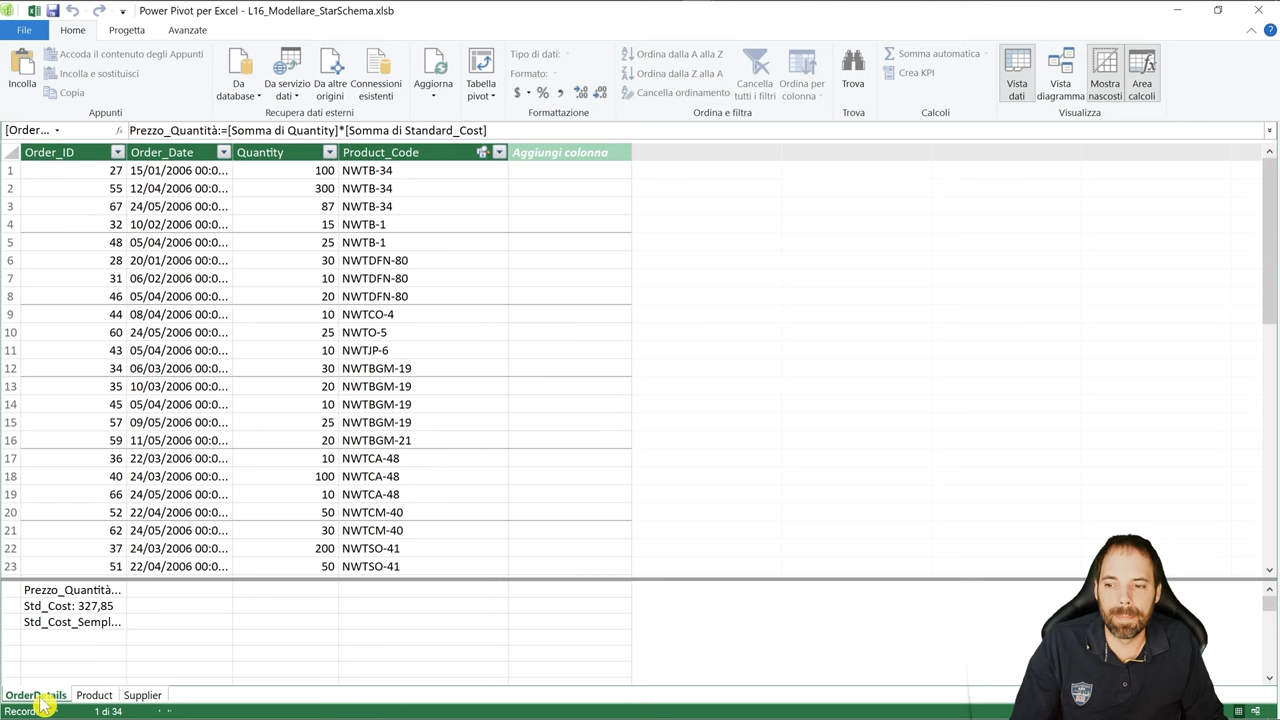 Power Pivot per Excel - L16_Modellare_StarSchema.xlsb
File Home Progetta Avanzate
Incolla
Accoda il contenuto degli Appunti
Incolla e sostituisci
Copia
Appunti
Da database
Da servizio dati
Da altre origini
Connessioni esistenti
Recupera dati esterni
Aggiorna
Tabella pivot
Tipo di dati:
Formato:
$ % ,
Formattazione
Ordina dalla A alla Z
Ordina dalla Z alla A
Cancella ordinamento
Cancella tutti i filtri
Ordina per colonna
Ordina e filtra
Trova
Trova
Somma automatica
Crea KPI
Calcoli
Vista dati
Vista diagramma
Mostra nascosti
Area calcoli
Visualizza
[Order... fx Prezzo_Quantità:=[Somma di Quantity]*[Somma di Standard_Cost]
Order_ID Order_Date Quantity Product_Code Aggiungi colonna
1 27 15/01/2006 00:0... 100 NWTB-34
2 55 12/04/2006 00:0... 300 NWTB-34
3 67 24/05/2006 00:0... 87 NWTB-34
4 32 10/02/2006 00:0... 15 NWTB-1
5 48 05/04/2006 00:0... 25 NWTB-1
6 28 20/01/2006 00:0... 30 NWTDFN-80
7 31 06/02/2006 00:0... 10 NWTDFN-80
8 46 05/04/2006 00:0... 20 NWTDFN-80
9 44 08/04/2006 00:0... 10 NWTCO-4
10 60 24/05/2006 00:0... 25 NWTO-5
11 43 05/04/2006 00:0... 10 NWTJP-6
12 34 06/03/2006 00:0... 30 NWTBGM-19
13 35 10/03/2006 00:0... 20 NWTBGM-19
14 45 05/04/2006 00:0... 10 NWTBGM-19
15 57 09/05/2006 00:0... 25 NWTBGM-19
16 59 11/05/2006 00:0... 20 NWTBGM-21
17 36 22/03/2006 00:0... 10 NWTCA-48
18 40 24/03/2006 00:0... 100 NWTCA-48
19 66 24/05/2006 00:0... 10 NWTCA-48
20 52 22/04/2006 00:0... 50 NWTCM-40
21 62 24/05/2006 00:0... 30 NWTCM-40
22 37 24/03/2006 00:0... 200 NWTSO-41
23 51 22/04/2006 00:0... 50 NWTSO-41
Prezzo_Quantità...
Std_Cost: 327,85
Std_Cost_Sempl...
OrderDetails Product Supplier
Record 1 di 34